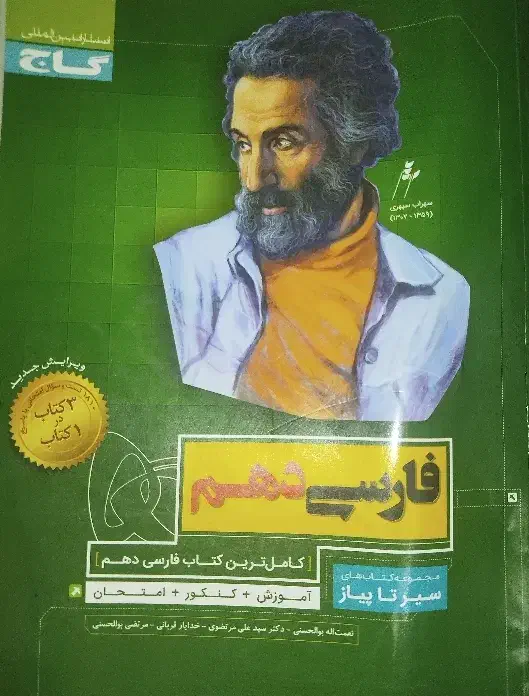 انتشارات بین‌المللی
گاج
سهراب سپهری
(۱۳۰۷-۱۳۵۹)
ویرایش جدید
۳ کتاب
در
۱ کتاب
فارسی دهم
[کامل‌ترین کتاب فارسی دهم]
آموزش + کنکور + امتحان
مجموعه کتاب‌های
سیر تا پیاز
نعمت‌اله بوالحسنی - دکتر سید علی مرتضوی - خدایار قربانی - مرتضی بوالحسنی